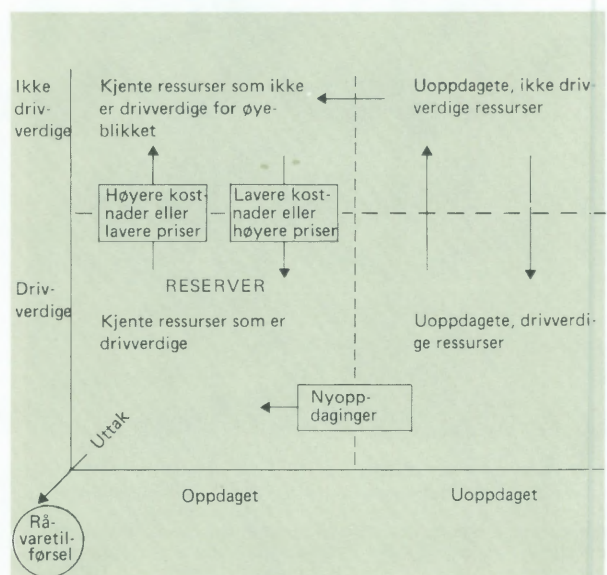 Ikke
driv-
verdige
Kjente ressurser som ikke
er drivverdige for øye-
blikket
Uoppdagete, ikke driv-
verdige ressurser
Høyere kost-
nader eller
lavere priser
Lavere kost-
nader eller
høyere priser
Driv-
verdige
RESERVER
Kjente ressurser som er
drivverdige
Uoppdagete, drivverdi-
ge ressurser
Nyopp-
daginger
Uttak
Oppdaget
Uoppdaget
Rå-
varetil-
førsel